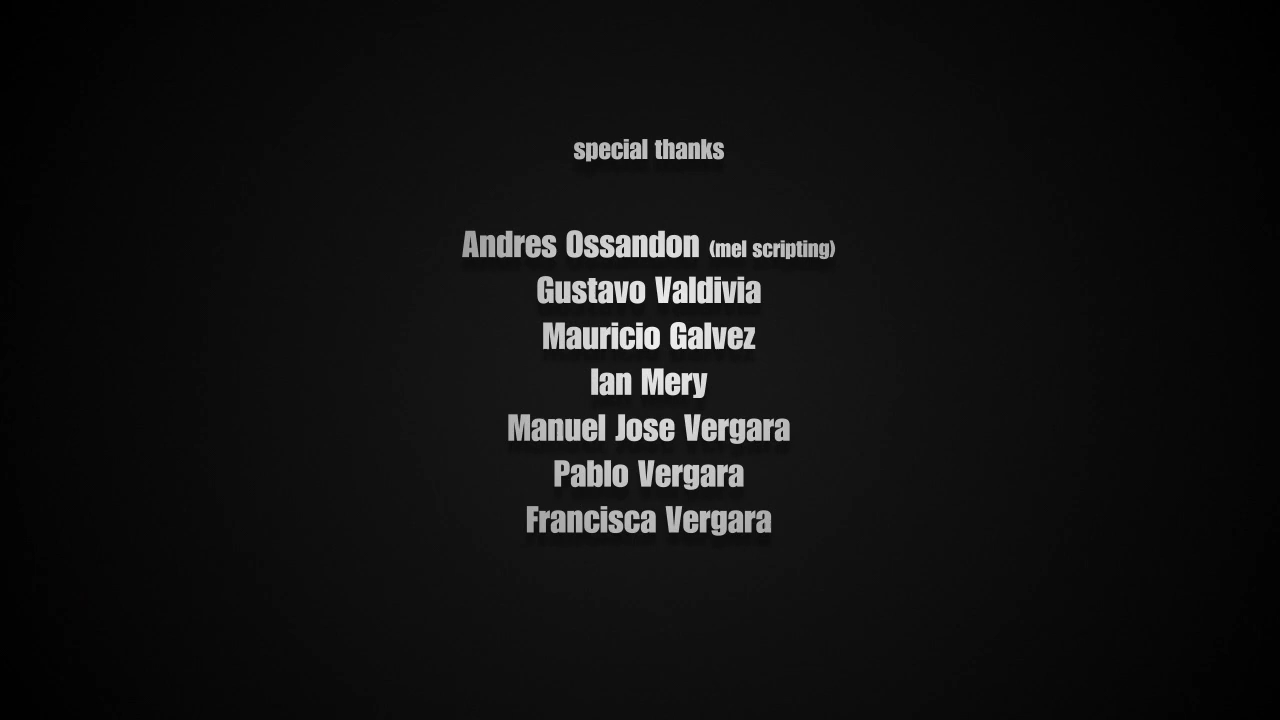 special thanks
Andres Ossandon (mel scripting)
Gustavo Valdivia
Mauricio Galvez
Ian Mery
Manuel Jose Vergara
Pablo Vergara
Francisca Vergara